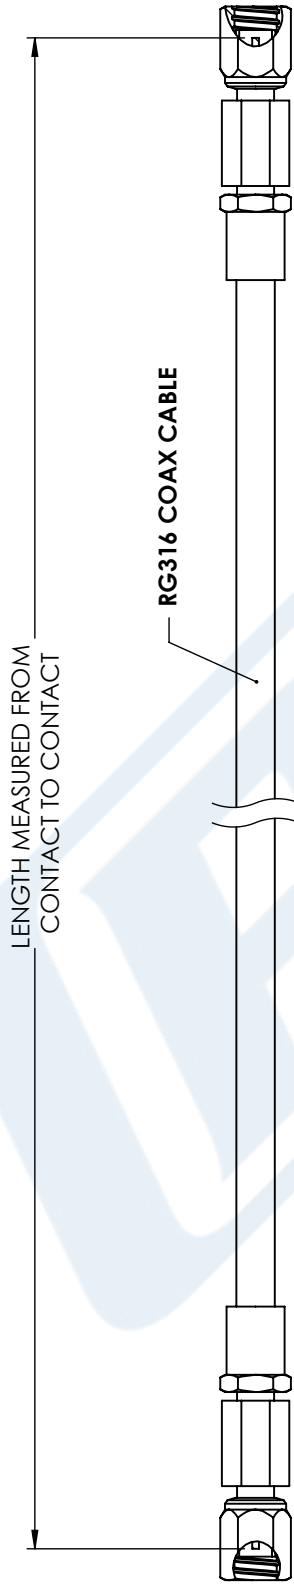 LENGTH MEASURED FROM
CONTACT TO CONTACT
RG316 COAX CABLE